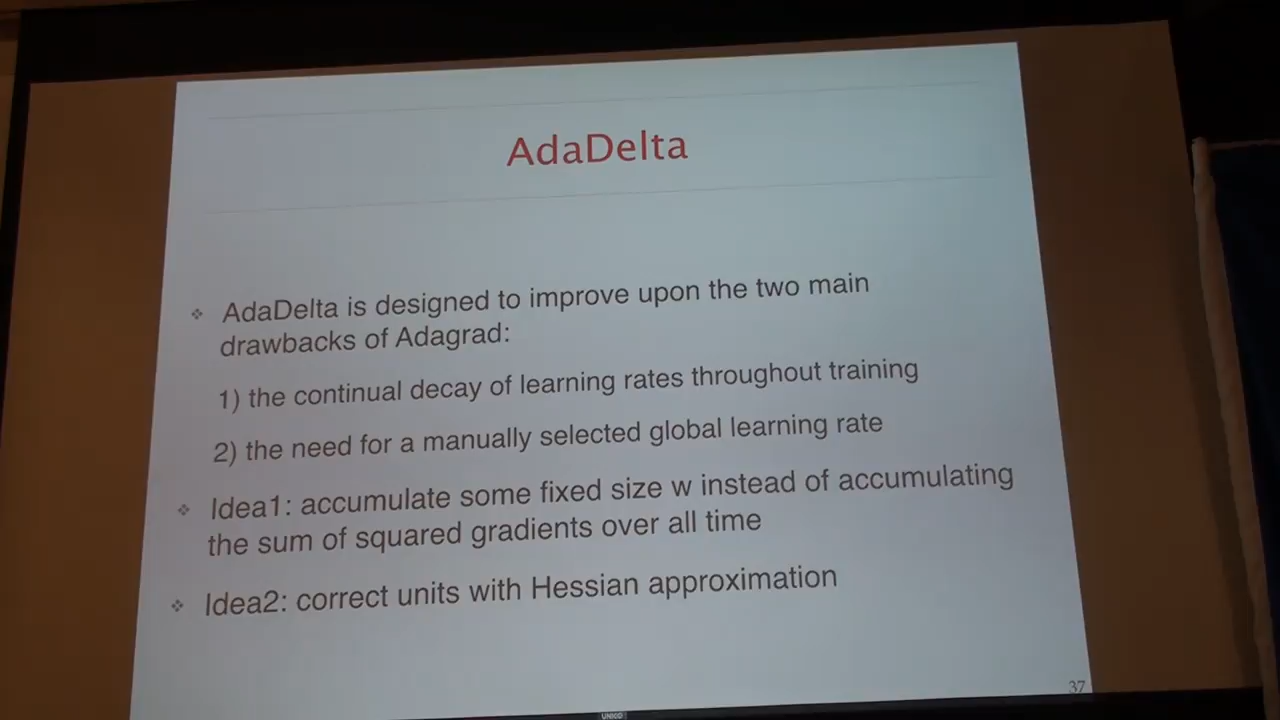 AdaDelta
AdaDelta is designed to improve upon the two main
drawbacks of Adagrad:
1) the continual decay of learning rates throughout training
2) the need for a manually selected global learning rate
Idea1: accumulate some fixed size w instead of accumulating
the sum of squared gradients over all time
Idea2: correct units with Hessian approximation
37
UNICO